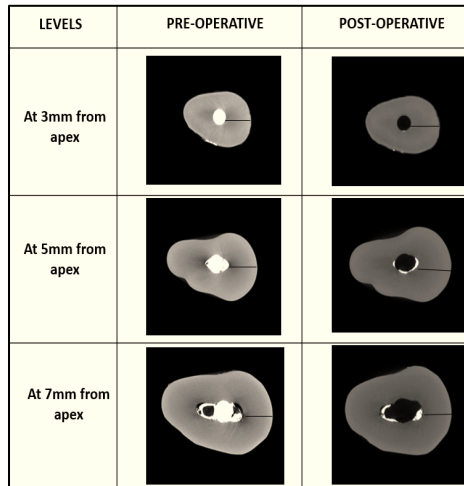 LEVELS PRE-OPERATIVE POST-OPERATIVE
At 3mm from
apex
At 5mm from
apex
At 7mm from
apex